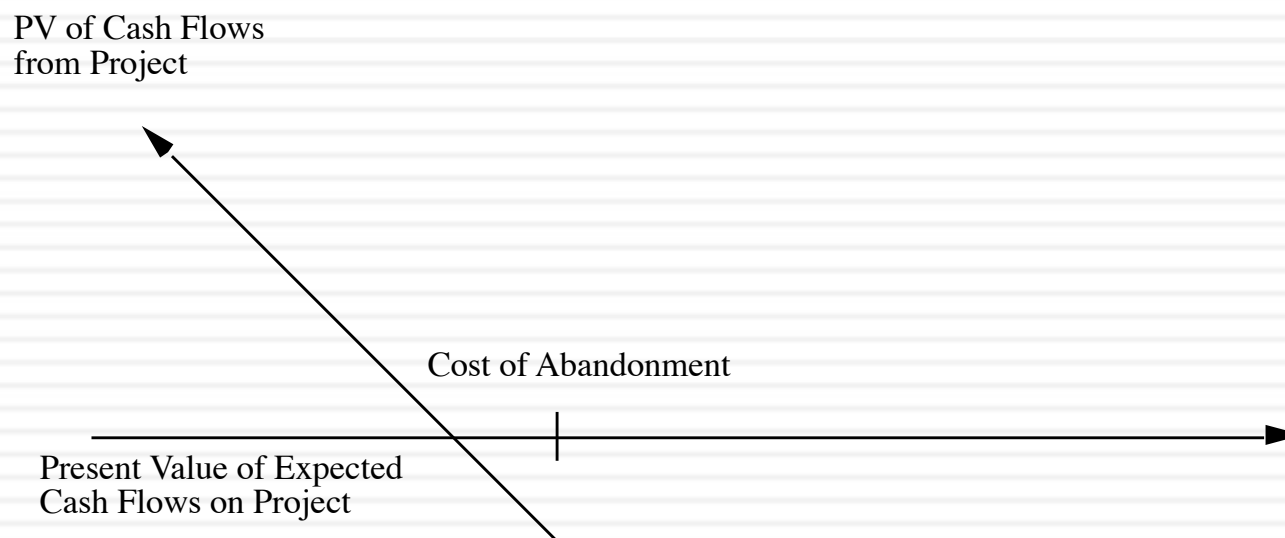 PV of Cash Flows
from Project
Cost of Abandonment
Present Value of Expected
Cash Flows on Project